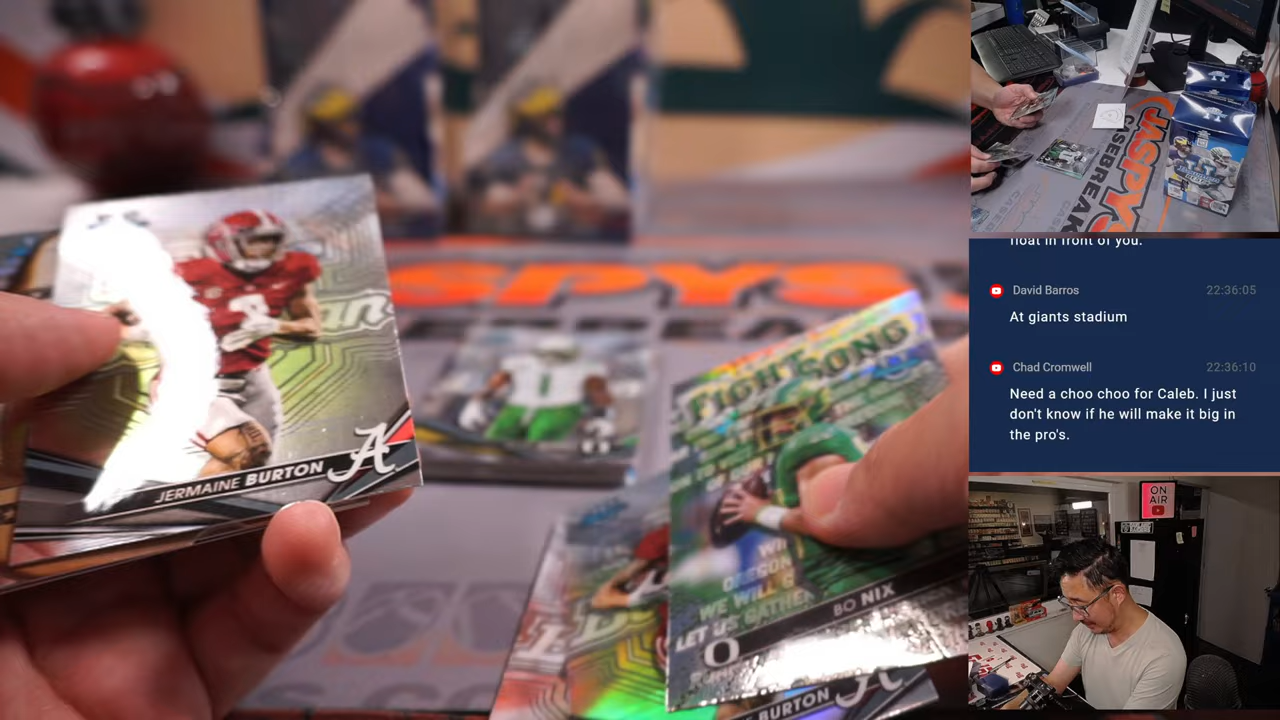 JERMAINE BURTON
A
SPYS
FIGHT SONG
OREGON
WE WILL
LET US GATHER
BO NIX
O
BURTON
JASPYS
CASEBREAK
float in front of you.
David Barros
22:36:05
At giants stadium
Chad Cromwell
22:36:10
Need a choo choo for Caleb. I just
don't know if he will make it big in
the pro's.
ON
AIR